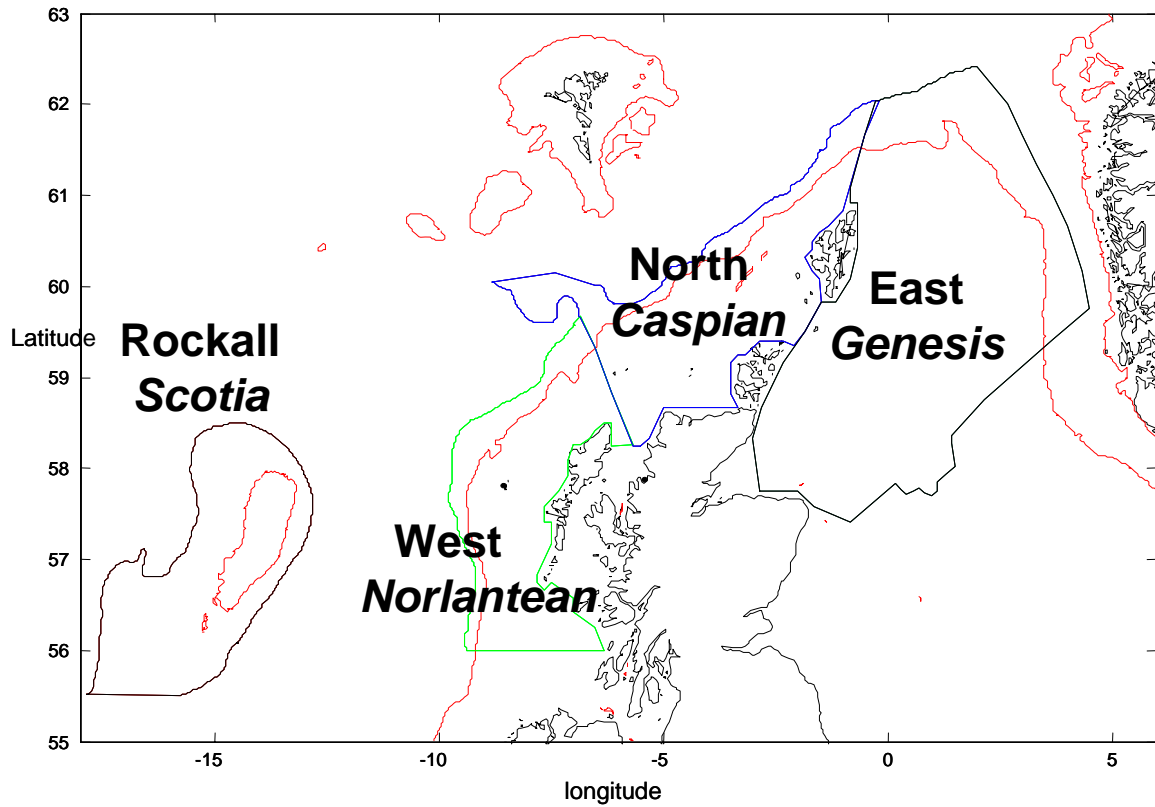 63
62
61
60
59
58
57
56
55
Latitude
North
Caspian
East
Genesis
Rockall
Scotia
West
Norlantean
-15
-10
-5
0
5
longitude